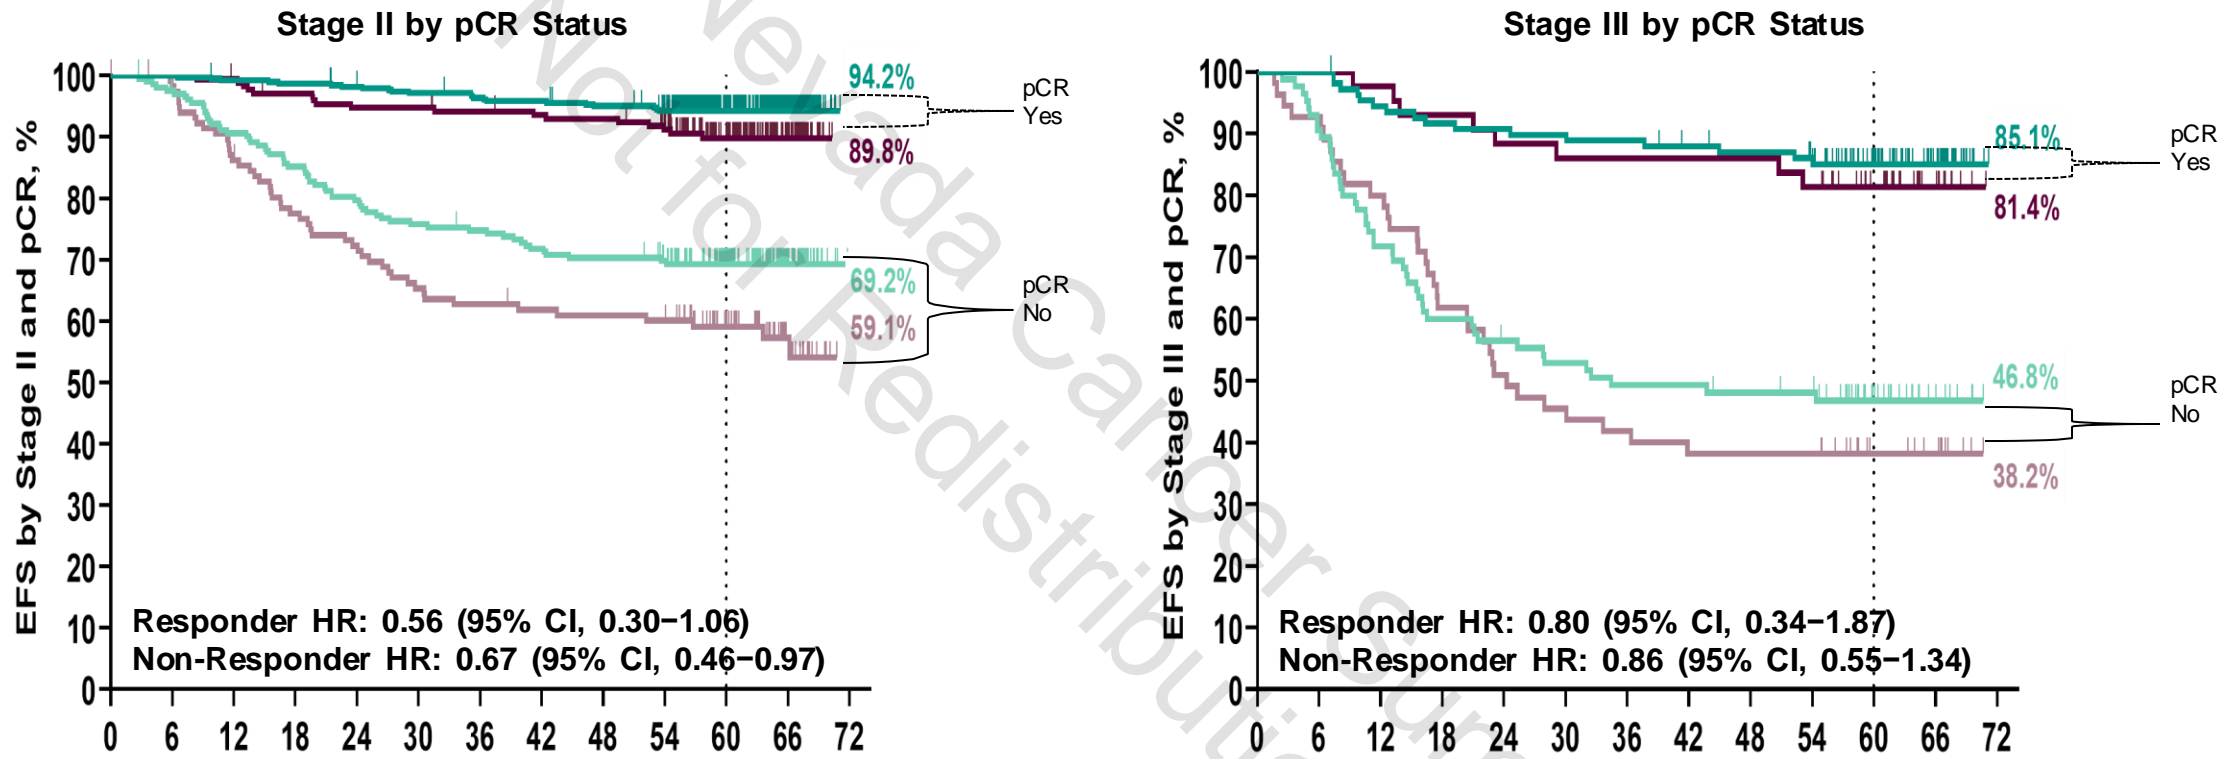 Stage II by pCR Status
EFS by Stage II and pCR, %
100
90
80
70
60
50
40
30
20
10
0
94.2%
89.8%
69.2%
59.1%
pCR
Yes
pCR
No
Responder HR: 0.56 (95% CI, 0.30–1.06)
Non-Responder HR: 0.67 (95% CI, 0.46–0.97)
0 6 12 18 24 30 36 42 48 54 60 66 72
Stage III by pCR Status
EFS by Stage III and pCR, %
100
90
80
70
60
50
40
30
20
10
0
85.1%
81.4%
46.8%
38.2%
pCR
Yes
pCR
No
Responder HR: 0.80 (95% CI, 0.34–1.87)
Non-Responder HR: 0.86 (95% CI, 0.55–1.34)
0 6 12 18 24 30 36 42 48 54 60 66 72
Nevada Cancer
Not for